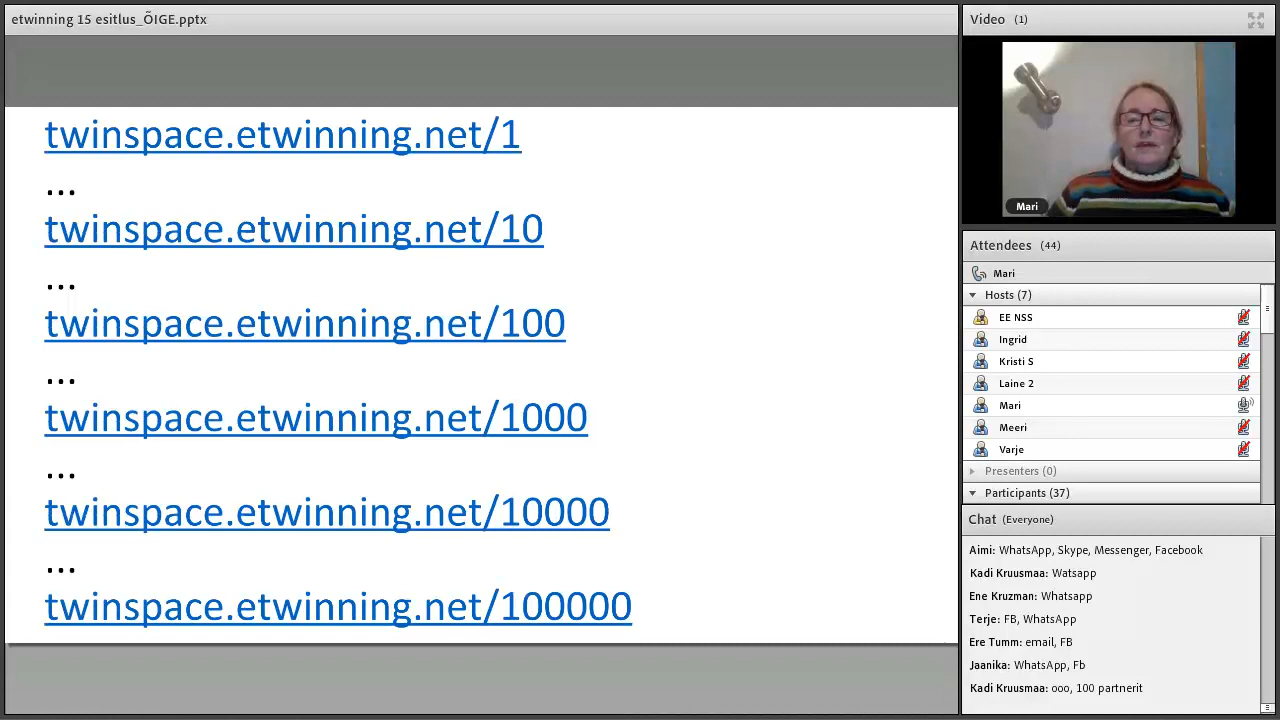 etwinning 15 esitlus_ÕIGE.pptx
twinspace.etwinning.net/1
...
twinspace.etwinning.net/10
...
twinspace.etwinning.net/100
...
twinspace.etwinning.net/1000
...
twinspace.etwinning.net/10000
...
twinspace.etwinning.net/100000
Video (1)
Mari
Attendees (44)
Mari
Hosts (7)
EE NSS
Ingrid
Kristi S
Laine 2
Mari
Meeri
Varje
Presenters (0)
Participants (37)
Chat (Everyone)
Aimi: WhatsApp, Skype, Messenger, Facebook
Kadi Kruusmaa: Watsapp
Ene Kruzman: Whatsapp
Terje: FB, WhatsApp
Ere Tumm: email, FB
Jaanika: WhatsApp, Fb
Kadi Kruusmaa: ooo, 100 partnerit